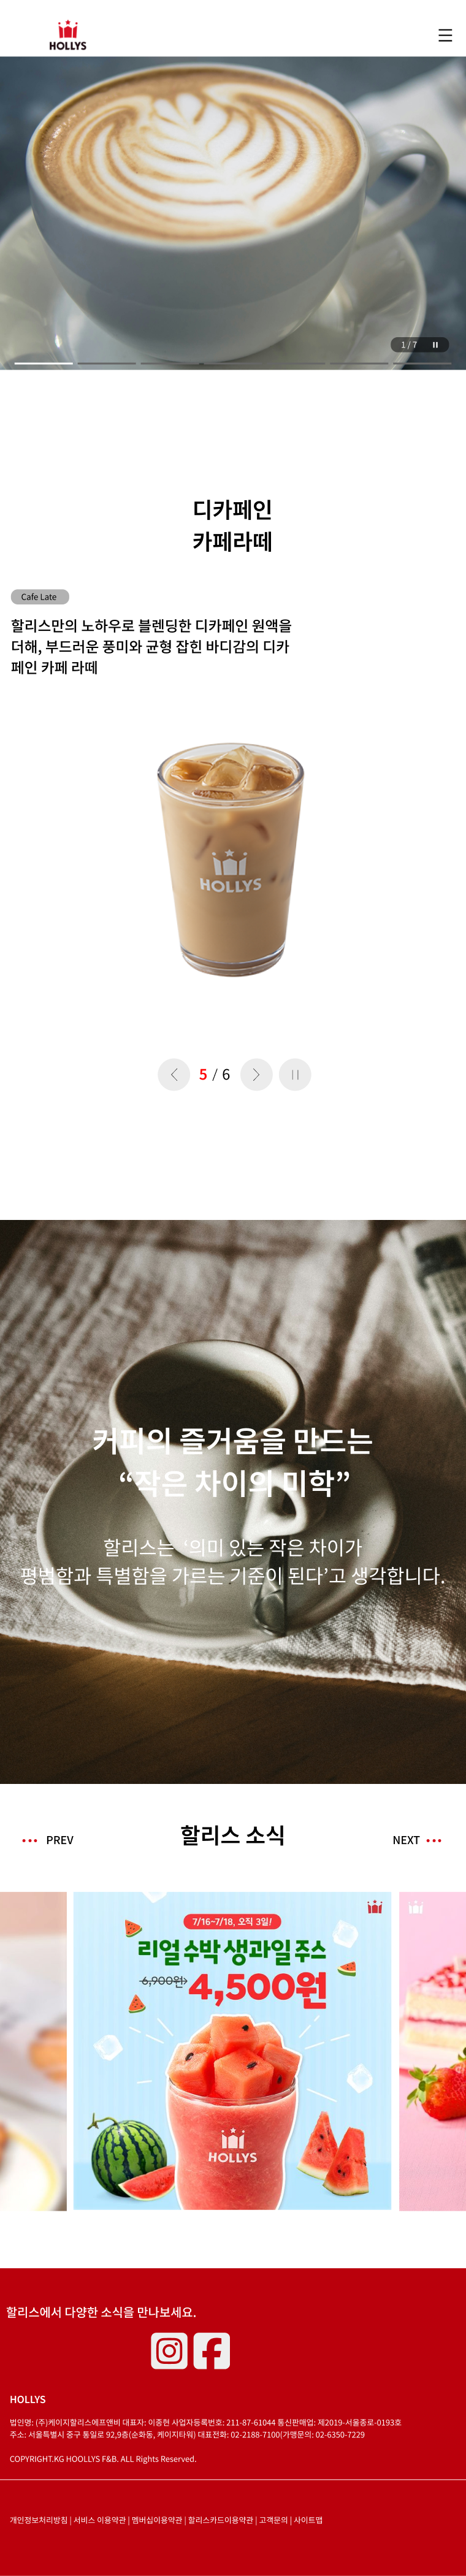 HOLLYS
1 / 7
디카페인
카페라떼
Cafe Late
할리스만의 노하우로 블렌딩한 디카페인 원액을
더해, 부드러운 풍미와 균형 잡힌 바디감의 디카
페인 카페 라떼
HOLLYS
5 / 6
커피의 즐거움을 만드는
“작은 차이의 미학”
할리스는 ‘의미 있는 작은 차이가
평범함과 특별함을 가르는 기준이 된다’고 생각합니다.
PREV
할리스 소식
NEXT
7/16~7/18, 오직 3일!
리얼 수박 생과일 주스
6,900원
4,500원
HOLLYS
할리스에서 다양한 소식을 만나보세요.
HOLLYS
법인명: (주)케이지할리스에프앤비 대표자: 이종현 사업자등록번호: 211-87-61044 통신판매업: 제2019-서울종로-0193호
주소: 서울특별시 중구 통일로 92,9층(순화동, 케이지타워) 대표전화: 02-2188-7100(가맹문의: 02-6350-7229
COPYRIGHT.KG HOOLLYS F&B. ALL Rights Reserved.
개인정보처리방침 | 서비스 이용약관 | 멤버십이용약관 | 할리스카드이용약관 | 고객문의 | 사이트맵